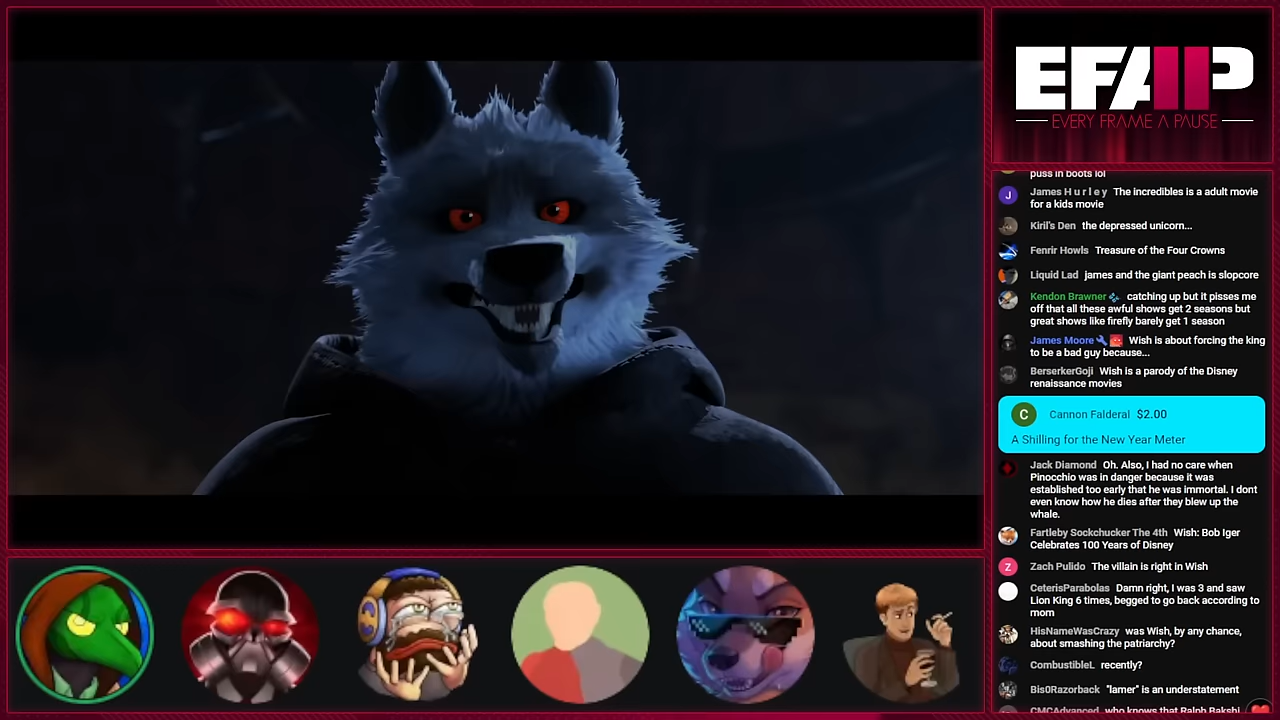 EFAP
EVERY FRAME A PAUSE
puss in boots lol
James H u r l e y The incredibles is a adult movie
for a kids movie
Kiril's Den the depressed unicorn...
Fenrir Howls Treasure of the Four Crowns
Liquid Lad james and the giant peach is slopcore
Kendon Brawner catching up but it pisses me
off that all these awful shows get 2 seasons but
great shows like firefly barely get 1 season
James Moore Wish is about forcing the king
to be a bad guy because...
BerserkerGoji Wish is a parody of the Disney
renaissance movies
C
Cannon Falderal $2.00
A Shilling for the New Year Meter
Jack Diamond Oh. Also, I had no care when
Pinocchio was in danger because it was
established too early that he was immortal. I dont
even know how he dies after they blew up the
whale.
Fartleby Sockchucker The 4th Wish: Bob Iger
Celebrates 100 Years of Disney
Z
Zach Pulido The villain is right in Wish
CeterisParabolas Damn right, I was 3 and saw
Lion King 6 times, begged to go back according to
mom
HisNameWasCrazy was Wish, by any chance,
about smashing the patriarchy?
CombustibleL recently?
Bis0Razorback "lamer" is an understatement
CMCAdvanced who knows that Ralph Bakshi